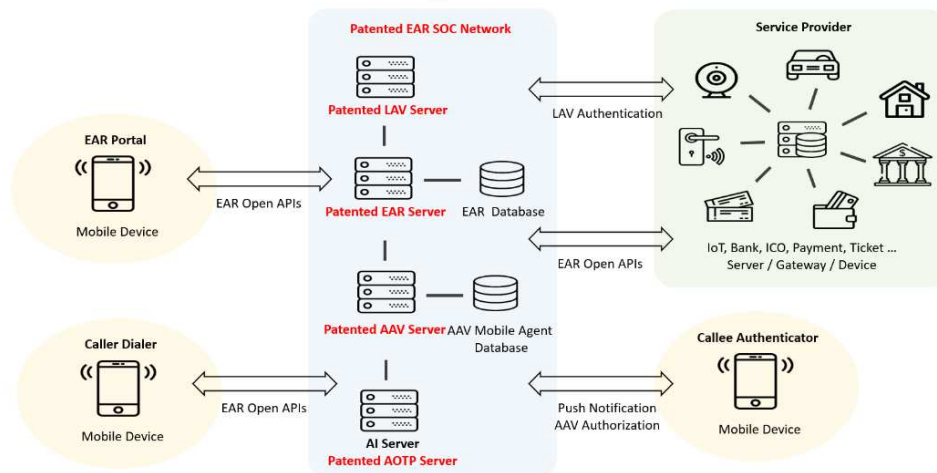 Patented EAR SOC Network
Patented LAV Server
EAR Portal
Mobile Device
EAR Open APIs
Patented EAR Server
EAR Database
Patented AAV Server
AAV Mobile Agent
Database
Caller Dialer
Mobile Device
EAR Open APIs
AI Server
Patented AOTP Server
Service Provider
LAV Authentication
$
IoT, Bank, ICO, Payment, Ticket ...
Server / Gateway / Device
EAR Open APIs
Callee Authenticator
Push Notification
AAV Authorization
Mobile Device